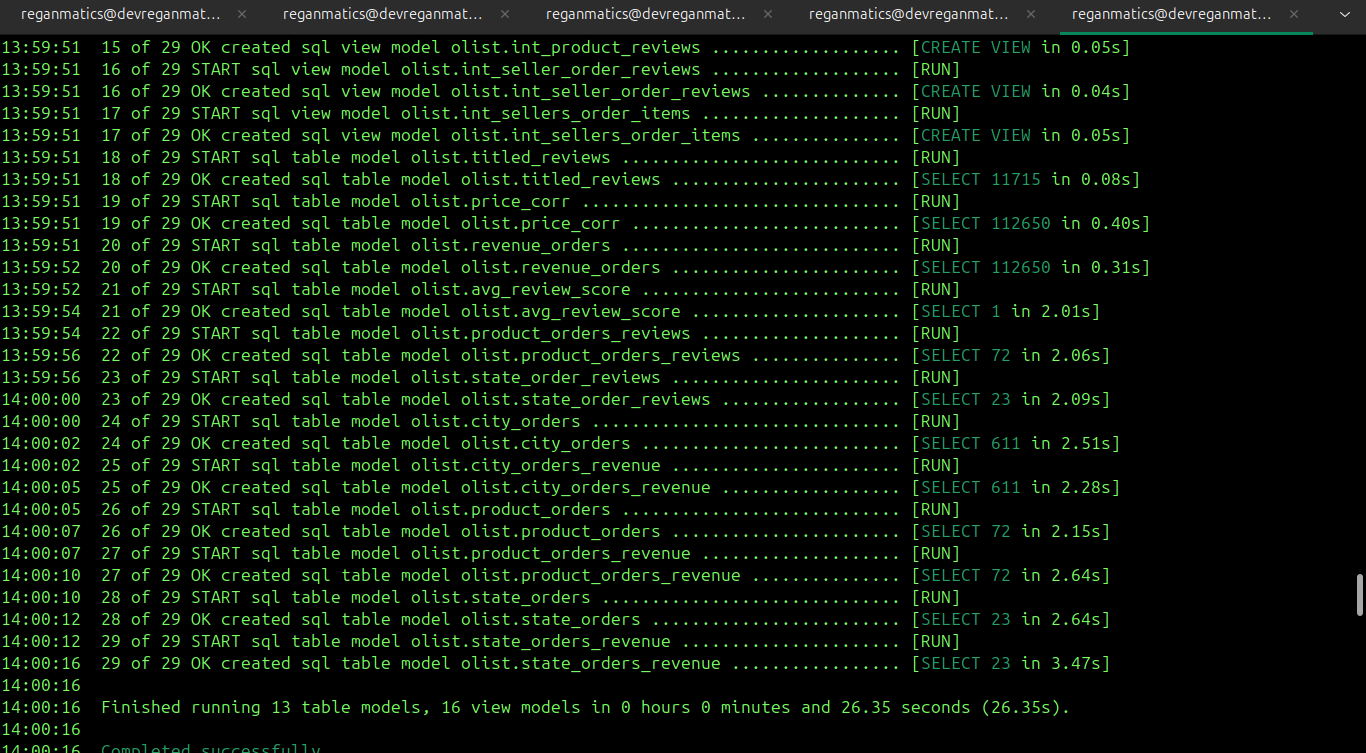 reganmatics@devreganmat... × reganmatics@devreganmat... × reganmatics@devreganmat... × reganmatics@devreganmat... × reganmatics@devreganmat... ×
13:59:51  15 of 29 OK created sql view model olist.int_product_reviews ................... [CREATE VIEW in 0.05s]
13:59:51  16 of 29 START sql view model olist.int_seller_order_reviews ................... [RUN]
13:59:51  16 of 29 OK created sql view model olist.int_seller_order_reviews .............. [CREATE VIEW in 0.04s]
13:59:51  17 of 29 START sql view model olist.int_sellers_order_items .................... [RUN]
13:59:51  17 of 29 OK created sql view model olist.int_sellers_order_items ............... [CREATE VIEW in 0.05s]
13:59:51  18 of 29 START sql table model olist.titled_reviews ............................ [RUN]
13:59:51  18 of 29 OK created sql table model olist.titled_reviews ....................... [SELECT 11715 in 0.08s]
13:59:51  19 of 29 START sql table model olist.price_corr ................................ [RUN]
13:59:51  19 of 29 OK created sql table model olist.price_corr ........................... [SELECT 112650 in 0.40s]
13:59:51  20 of 29 START sql table model olist.revenue_orders ............................ [RUN]
13:59:52  20 of 29 OK created sql table model olist.revenue_orders ....................... [SELECT 112650 in 0.31s]
13:59:52  21 of 29 START sql table model olist.avg_review_score .......................... [RUN]
13:59:54  21 of 29 OK created sql table model olist.avg_review_score ..................... [SELECT 1 in 2.01s]
13:59:54  22 of 29 START sql table model olist.product_orders_reviews .................... [RUN]
13:59:56  22 of 29 OK created sql table model olist.product_orders_reviews ............... [SELECT 72 in 2.06s]
13:59:56  23 of 29 START sql table model olist.state_order_reviews ....................... [RUN]
14:00:00  23 of 29 OK created sql table model olist.state_order_reviews .................. [SELECT 23 in 2.09s]
14:00:00  24 of 29 START sql table model olist.city_orders ............................... [RUN]
14:00:02  24 of 29 OK created sql table model olist.city_orders .......................... [SELECT 611 in 2.51s]
14:00:02  25 of 29 START sql table model olist.city_orders_revenue ....................... [RUN]
14:00:05  25 of 29 OK created sql table model olist.city_orders_revenue .................. [SELECT 611 in 2.28s]
14:00:05  26 of 29 START sql table model olist.product_orders ............................ [RUN]
14:00:07  26 of 29 OK created sql table model olist.product_orders ....................... [SELECT 72 in 2.15s]
14:00:07  27 of 29 START sql table model olist.product_orders_revenue .................... [RUN]
14:00:10  27 of 29 OK created sql table model olist.product_orders_revenue ............... [SELECT 72 in 2.64s]
14:00:10  28 of 29 START sql table model olist.state_orders .............................. [RUN]
14:00:12  28 of 29 OK created sql table model olist.state_orders ......................... [SELECT 23 in 2.64s]
14:00:12  29 of 29 START sql table model olist.state_orders_revenue ...................... [RUN]
14:00:16  29 of 29 OK created sql table model olist.state_orders_revenue ................. [SELECT 23 in 3.47s]
14:00:16
14:00:16  Finished running 13 table models, 16 view models in 0 hours 0 minutes and 26.35 seconds (26.35s).
14:00:16
14:00:16  Completed successfully